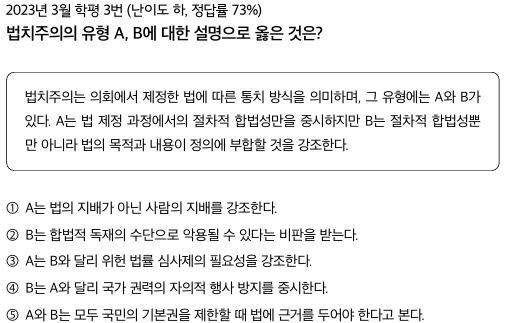 2023년 3월 학평 3번 (난이도 하, 정답률 73%)
법치주의의 유형 A, B에 대한 설명으로 옳은 것은?
법치주의는 의회에서 제정한 법에 따른 통치 방식을 의미하며, 그 유형에는 A와 B가
있다. A는 법 제정 과정에서의 절차적 합법성만을 중시하지만 B는 절차적 합법성뿐
만 아니라 법의 목적과 내용이 정의에 부합할 것을 강조한다.
① A는 법의 지배가 아닌 사람의 지배를 강조한다.
② B는 합법적 독재의 수단으로 악용될 수 있다는 비판을 받는다.
③ A는 B와 달리 위헌 법률 심사제의 필요성을 강조한다.
④ B는 A와 달리 국가 권력의 자의적 행사 방지를 중시한다.
⑤ A와 B는 모두 국민의 기본권을 제한할 때 법에 근거를 두어야 한다고 본다.